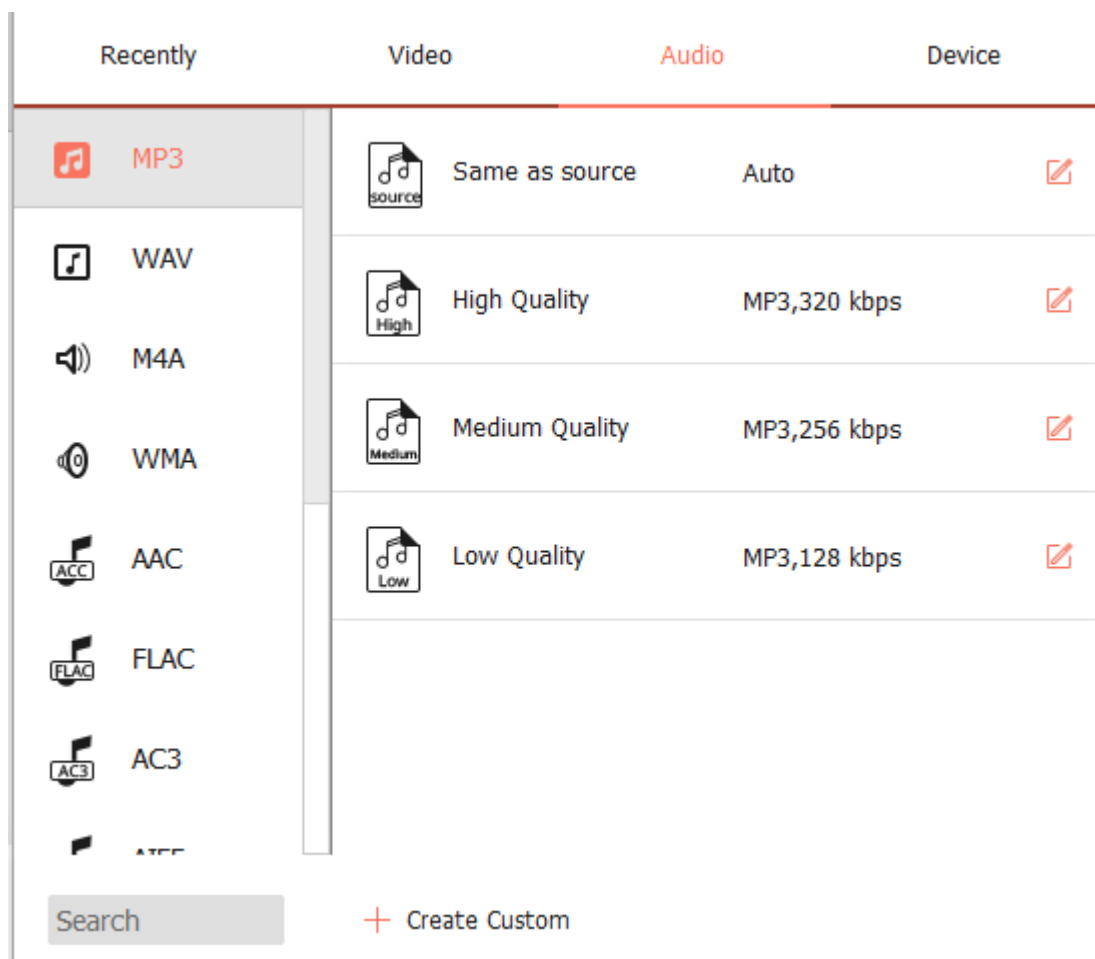 Recently Video Audio Device
MP3
WAV
M4A
WMA
ACC AAC
FLAC FLAC
AC3 AC3
source Same as source Auto
High High Quality MP3,320 kbps
Medium Medium Quality MP3,256 kbps
Low Low Quality MP3,128 kbps
Search
Create Custom